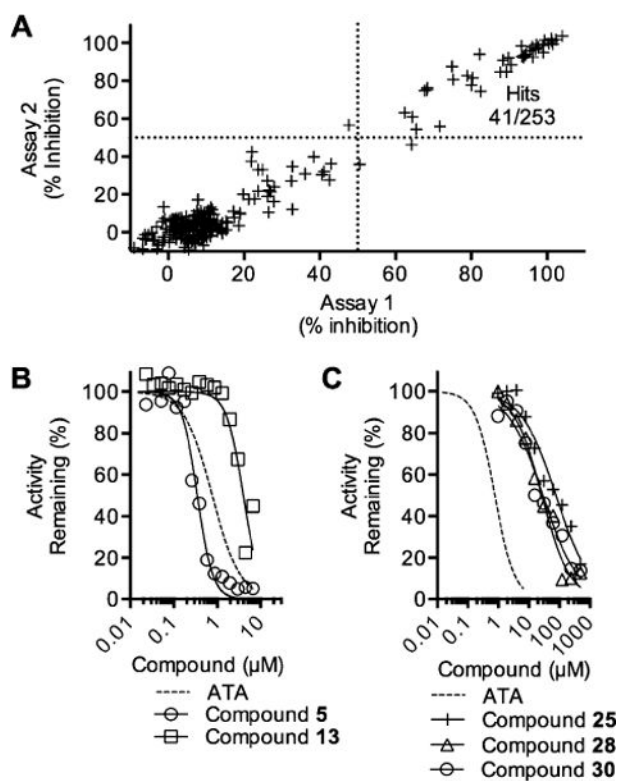 A
Assay 2
(% Inhibition)
100
80
60
40
20
0
Hits
41/253
0 20 40 60 80 100
Assay 1
(% inhibition)
B
Activity
Remaining (%)
100
80
60
40
20
0
0.01 0.1 1 10
Compound (µM)
ATA
Compound 5
Compound 13
C
Activity
Remaining (%)
100
80
60
40
20
0
0.01 0.1 1 10 100 1000
Compound (µM)
ATA
Compound 25
Compound 28
Compound 30